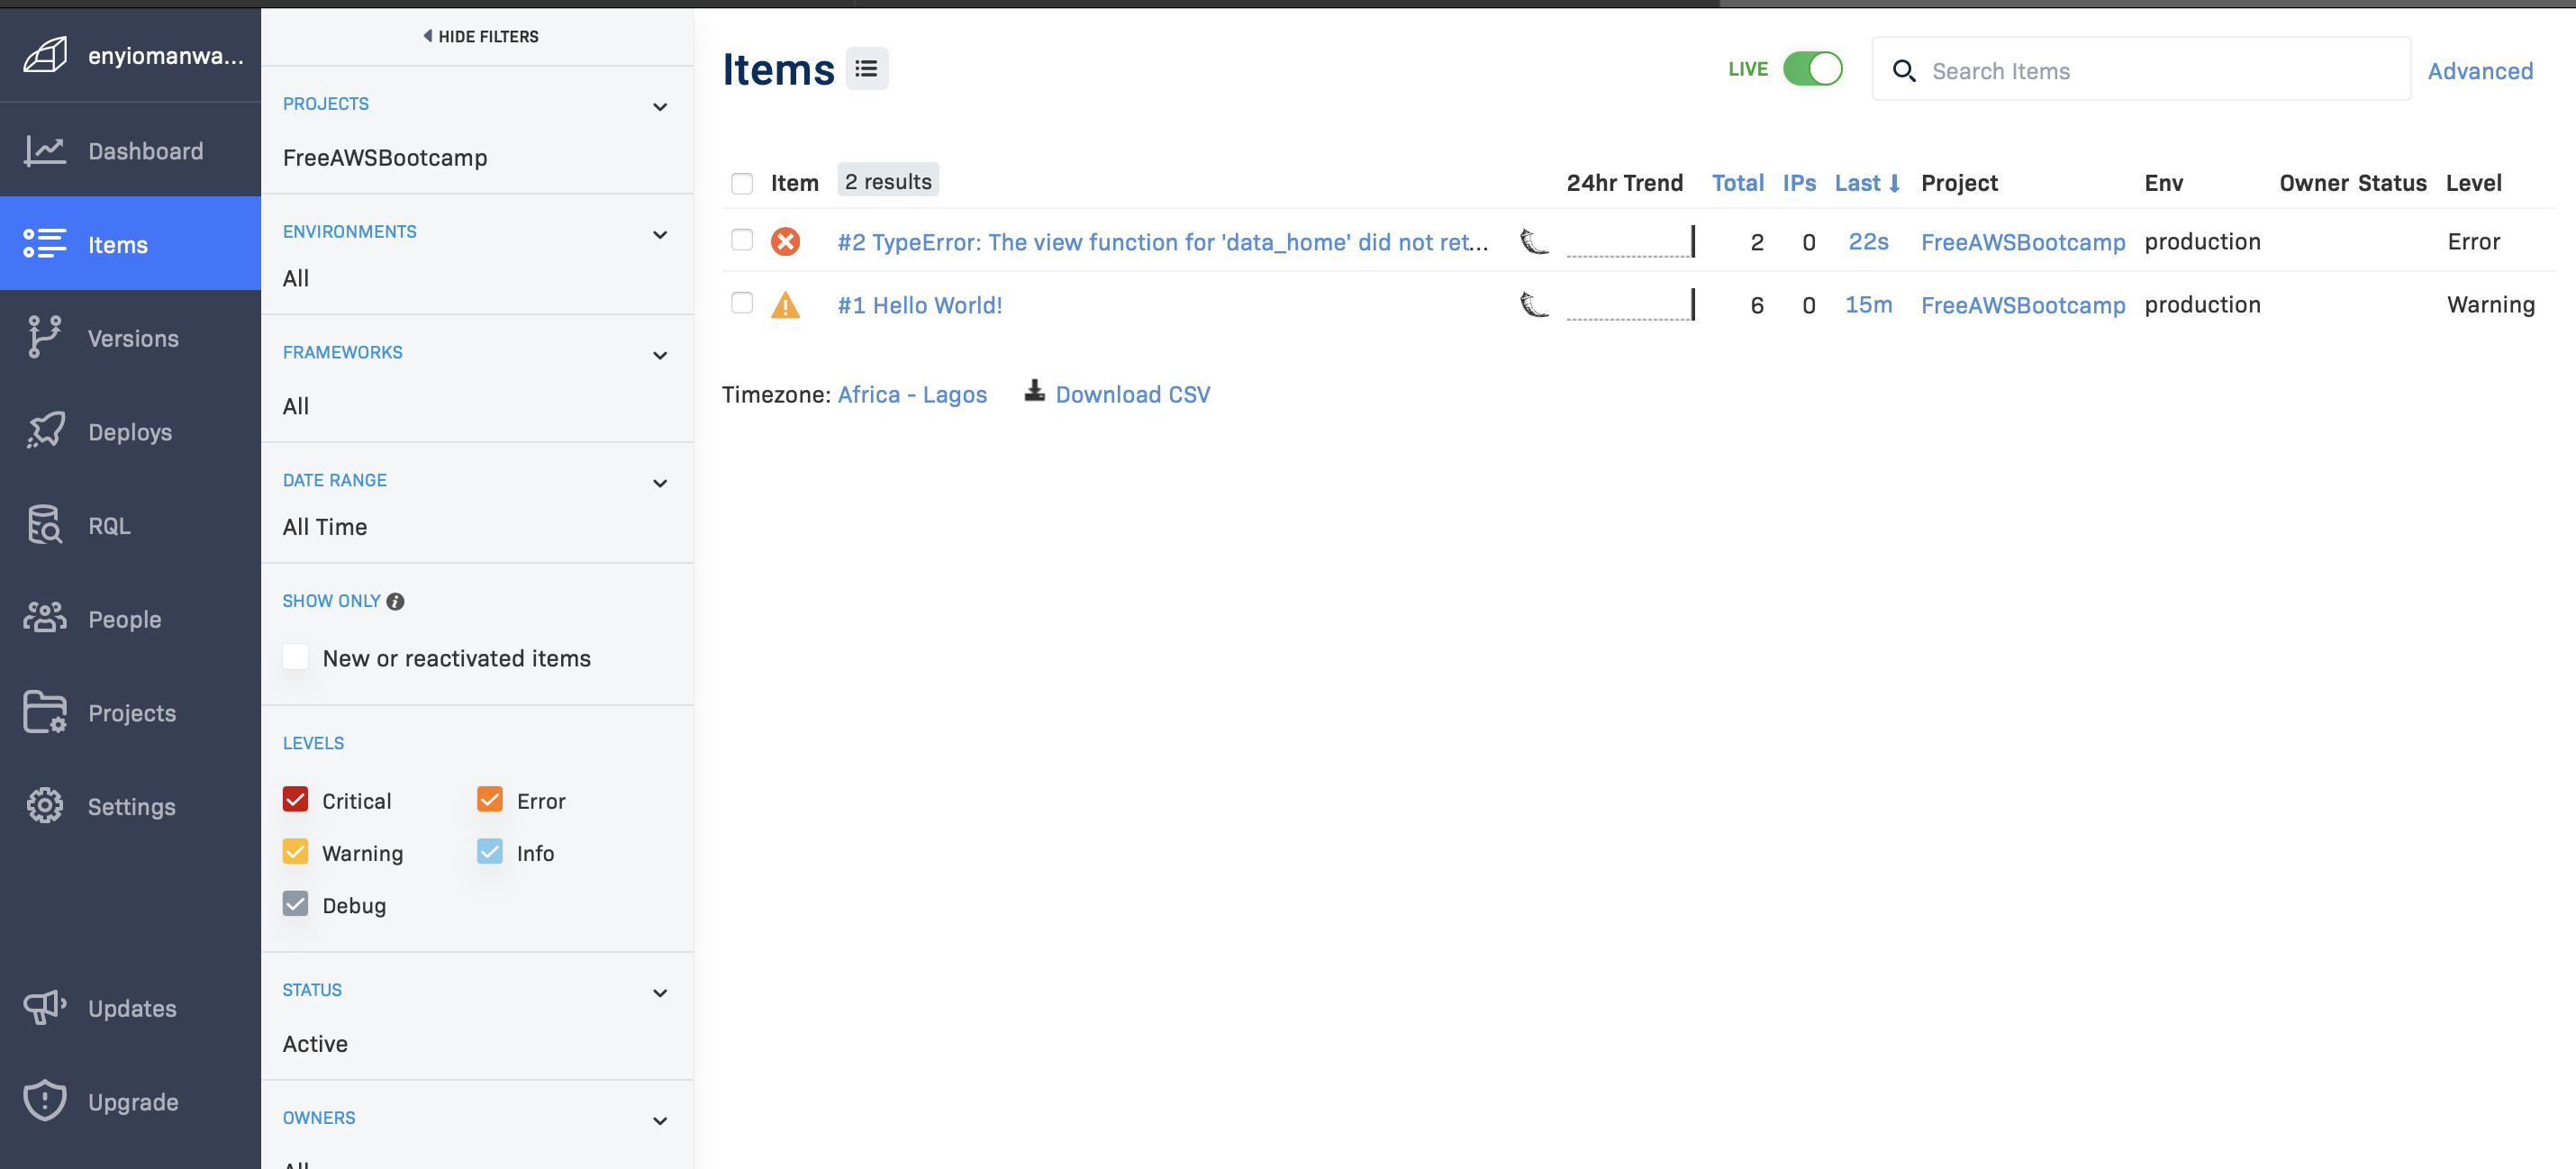 enyiomanwa...
Dashboard
Items
Versions
Deploys
RQL
People
Projects
Settings
Updates
Upgrade
HIDE FILTERS
PROJECTS
FreeAWSBootcamp
ENVIRONMENTS
All
FRAMEWORKS
All
DATE RANGE
All Time
SHOW ONLY
New or reactivated items
LEVELS
Critical Error
Warning Info
Debug
STATUS
Active
OWNERS
All
Items
LIVE Search Items Advanced
Item 2 results 24hr Trend Total IPs Last Project Env Owner Status Level
#2 TypeError: The view function for 'data_home' did not ret... 2 0 22s FreeAWSBootcamp production Error
#1 Hello World! 6 0 15m FreeAWSBootcamp production Warning
Timezone: Africa - Lagos Download CSV